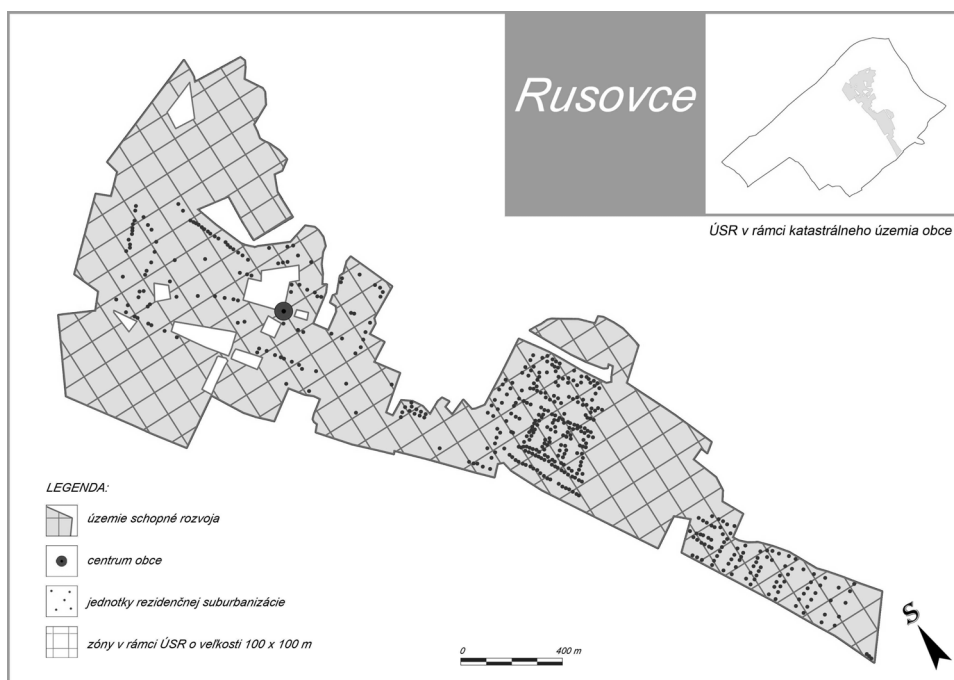 Rusovce
ÚSR v rámci katastrálneho územia obce
LEGENDA:
územie schopné rozvoja
centrum obce
jednotky rezidenčnej suburbanizácie
zóny v rámci ÚSR o veľkosti 100 x 100 m
0 400 m
S